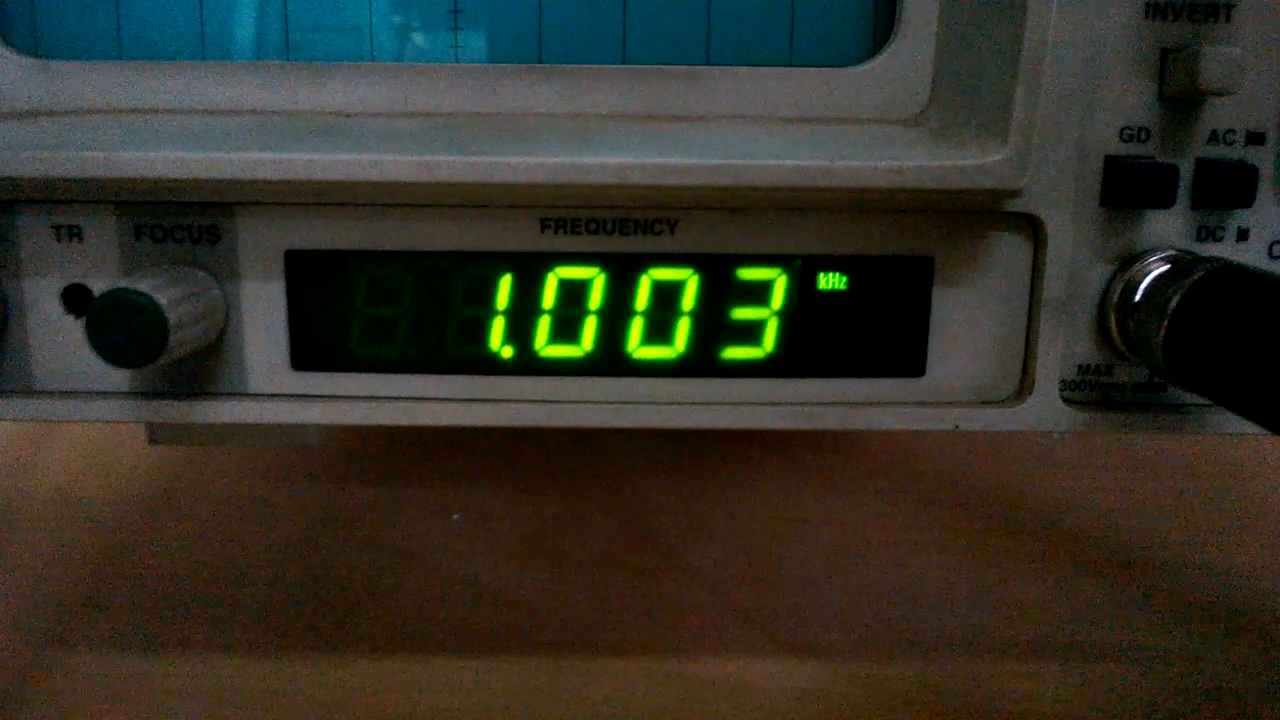 INVERT
GD AC
TR FOCUS
FREQUENCY
DC
1.003 kHz
MAX